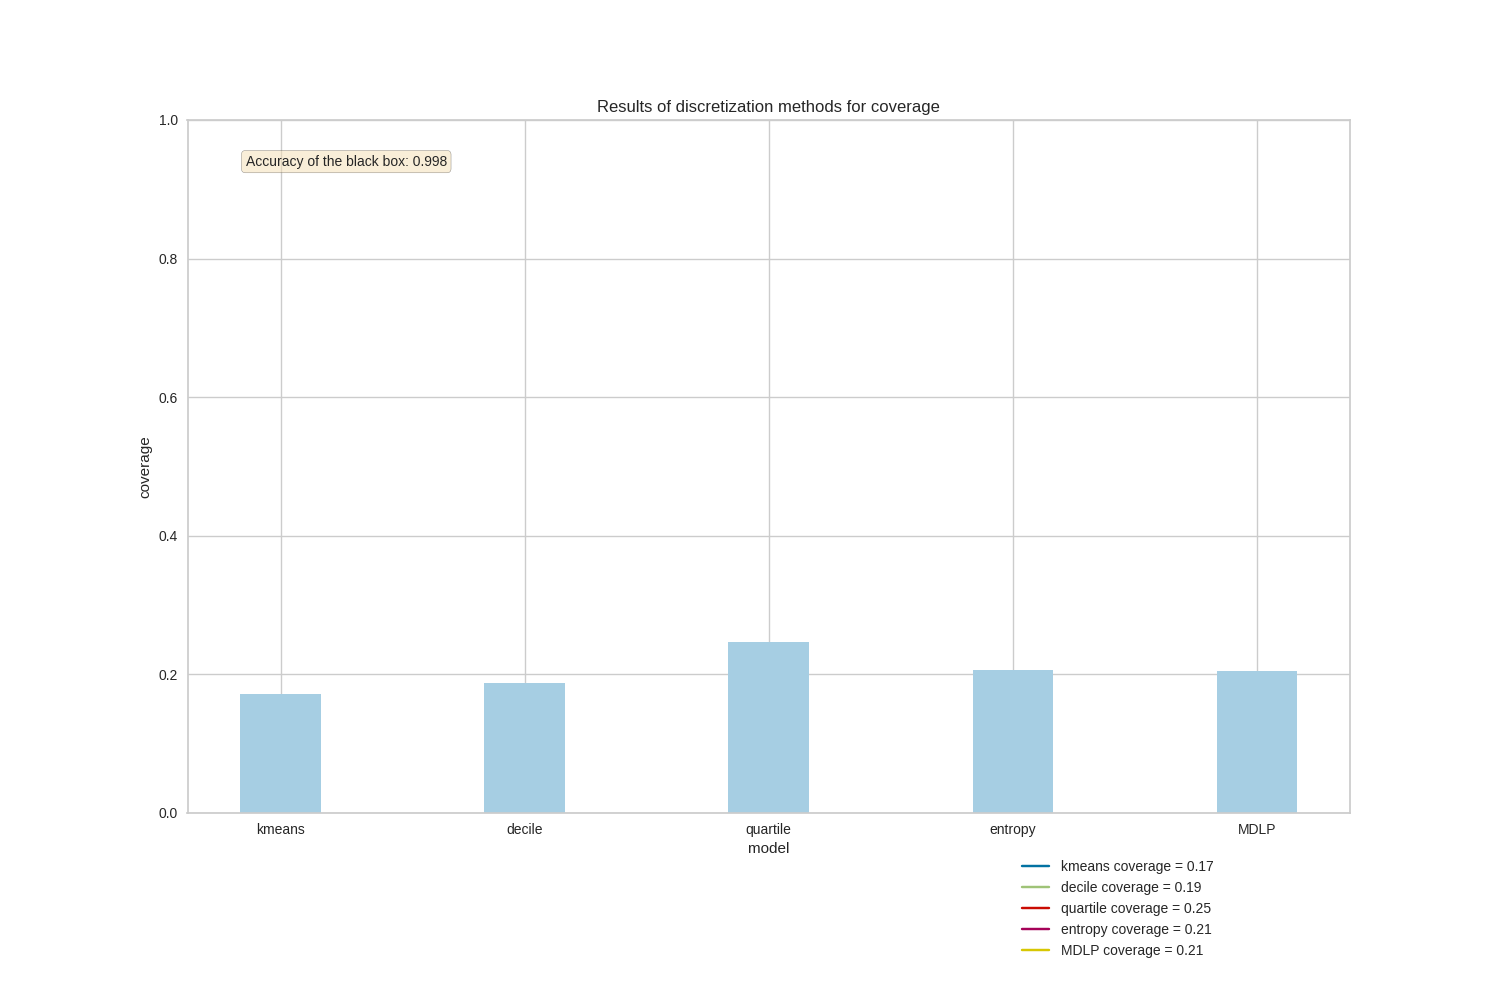 Results of discretization methods for coverage
1.0
Accuracy of the black box: 0.998
0.8
0.6
coverage
0.4
0.2
0.0
kmeans decile quartile entropy MDLP
model
kmeans coverage = 0.17
decile coverage = 0.19
quartile coverage = 0.25
entropy coverage = 0.21
MDLP coverage = 0.21